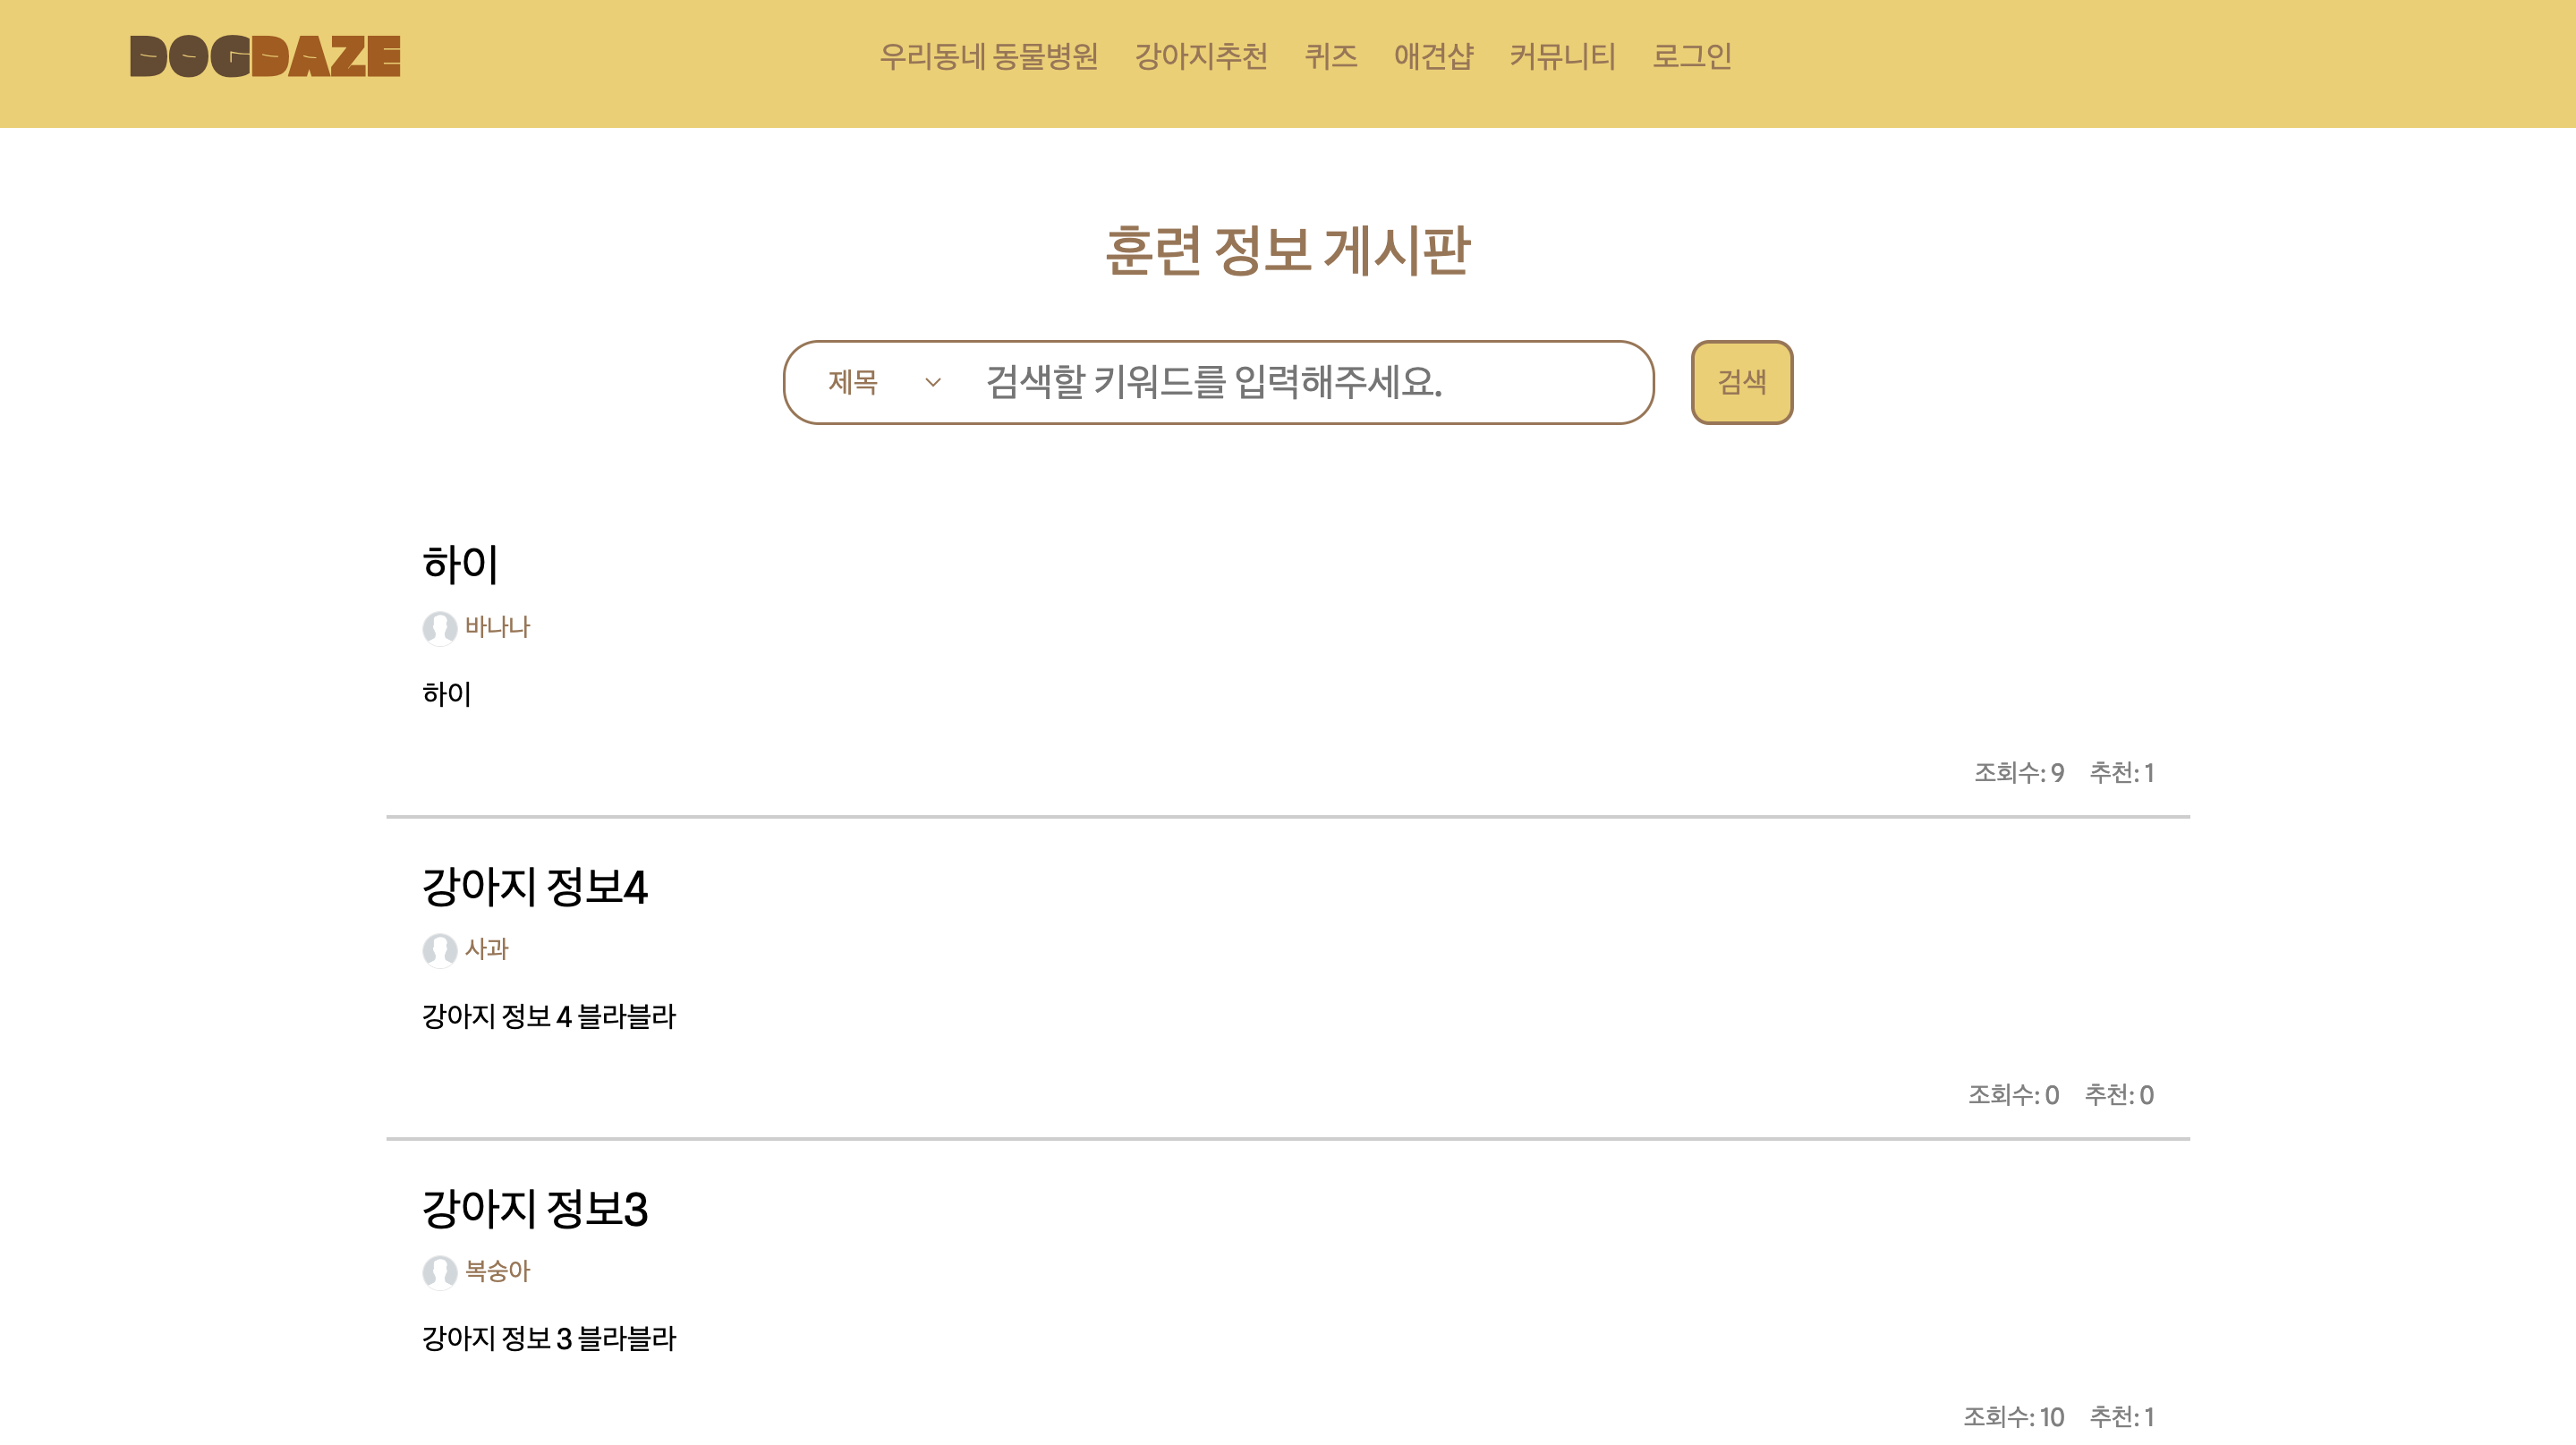 DOGDAZE 우리동네 동물병원 강아지추천 퀴즈 애견샵 커뮤니티 로그인
훈련 정보 게시판
제목 검색할 키워드를 입력해주세요. 검색
하이
바나나
하이
조회수: 9 추천: 1
강아지 정보4
사과
강아지 정보 4 블라블라
조회수: 0 추천: 0
강아지 정보3
복숭아
강아지 정보 3 블라블라
조회수: 10 추천: 1